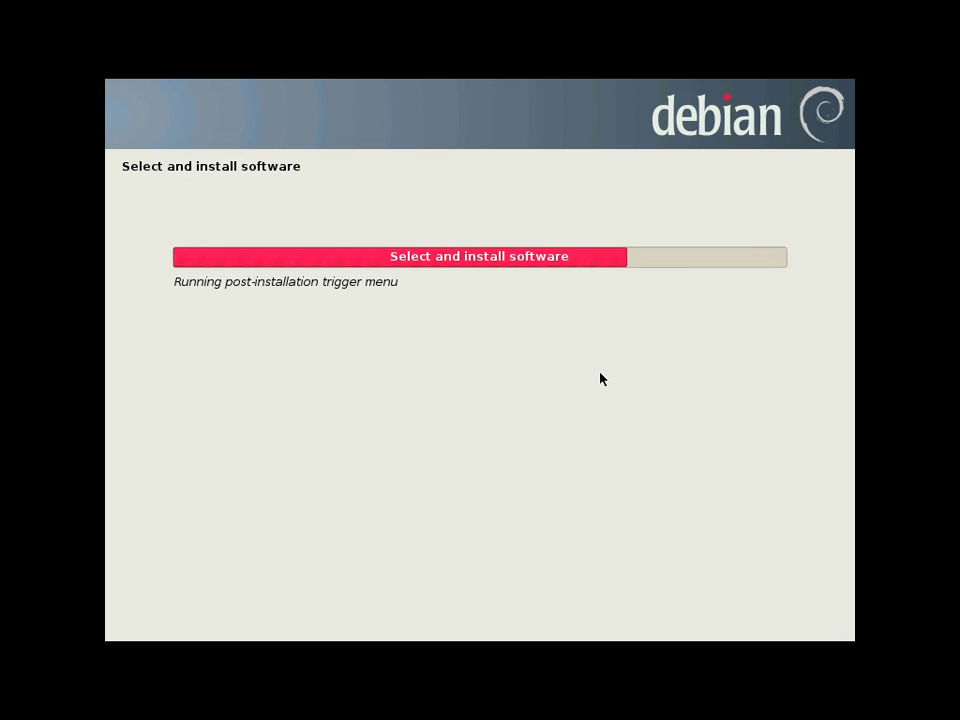 debian
Select and install software
Select and install software
Running post-installation trigger menu